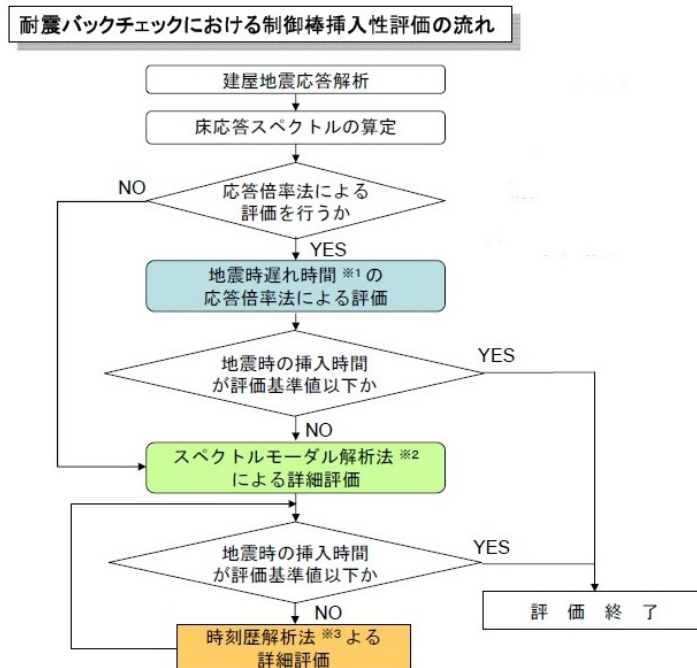 耐震バックチェックにおける制御棒挿入性評価の流れ
建屋地震応答解析
床応答スペクトルの算定
NO
応答倍率法による
評価を行うか
YES
地震時遅れ時間※1の
応答倍率法による評価
地震時の挿入時間
が評価基準値以下か
YES
NO
スペクトルモーダル解析法※2
による詳細評価
地震時の挿入時間
が評価基準値以下か
YES
NO
評価終了
時刻歴解析法※3よる
詳細評価